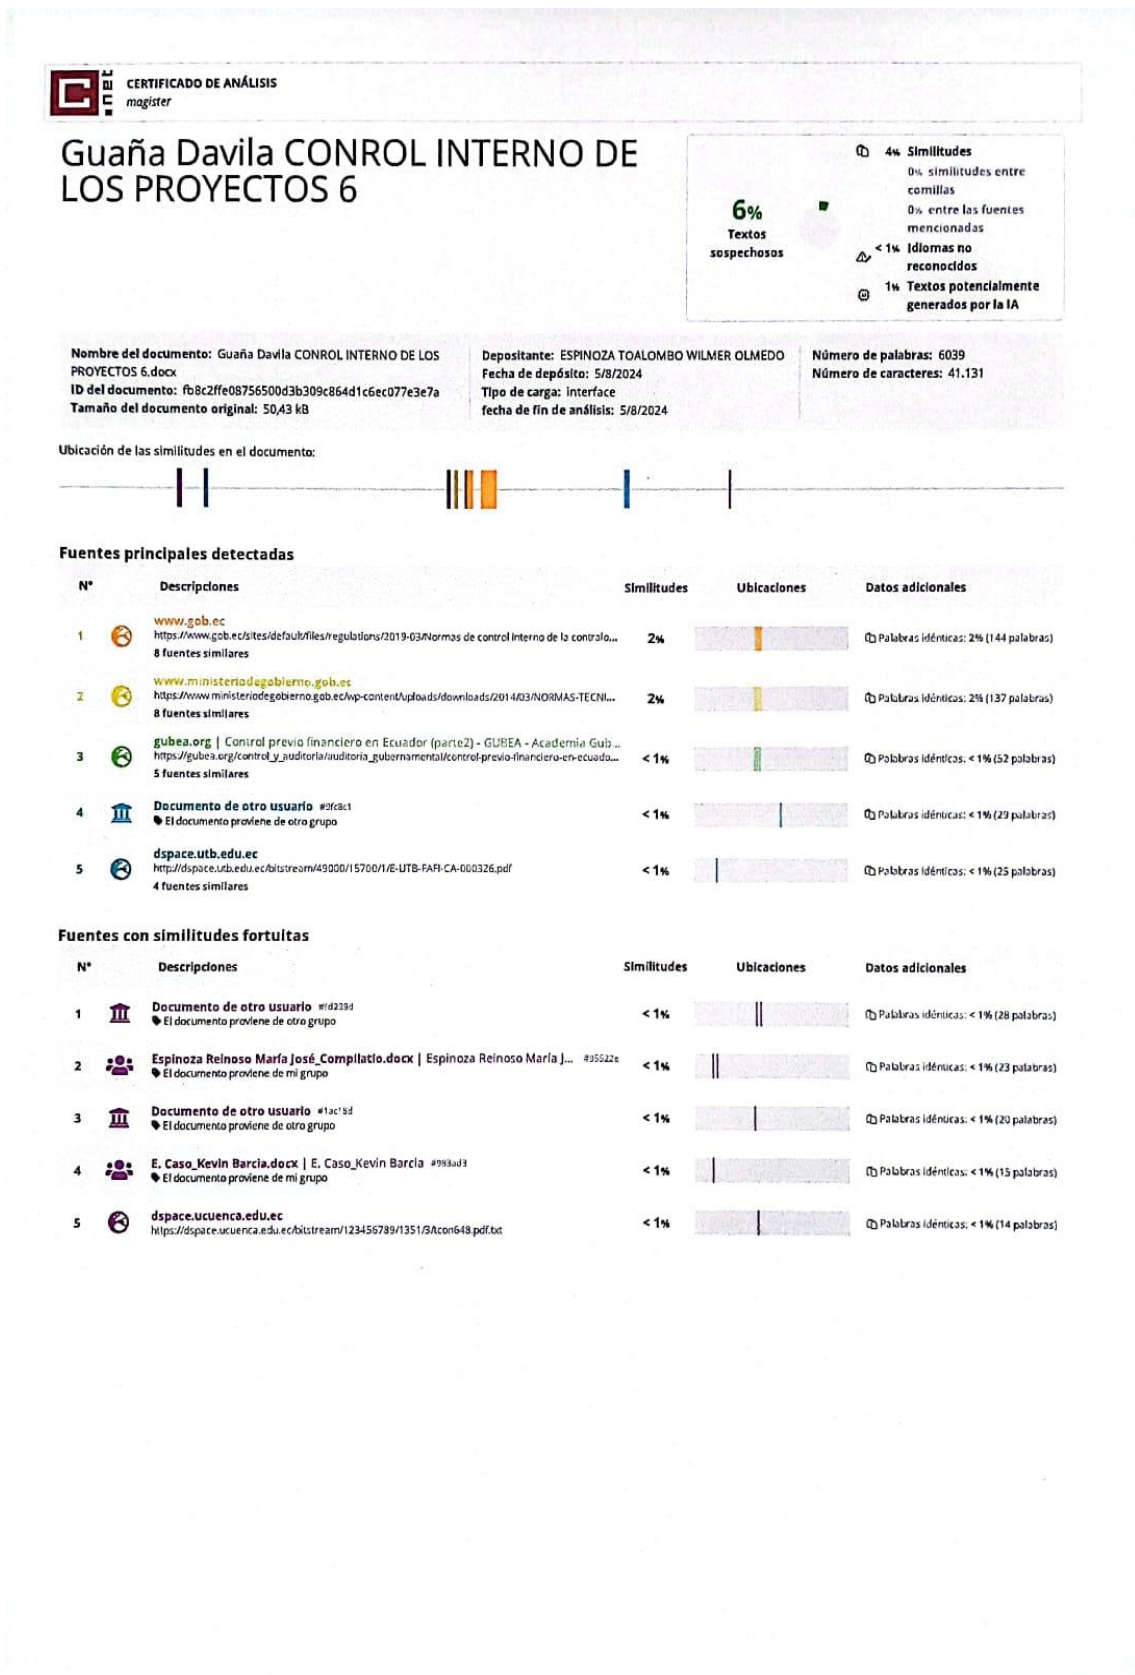 .net
CERTIFICADO DE ANÁLISIS
magister
Guaña Davila CONROL INTERNO DE
LOS PROYECTOS 6
6%
Textos
sospechosos
4% Similitudes
0% similitudes entre
comillas
0% entre las fuentes
mencionadas
< 1% Idiomas no
reconocidos
1% Textos potencialmente
generados por la IA
Nombre del documento: Guaña Davila CONROL INTERNO DE LOS
PROYECTOS 6.docx
ID del documento: fb8c2ffe08756500d3b309c864d1c6ec077e3e7a
Tamaño del documento original: 50,43 kB
Depositante: ESPINOZA TOALOMBO WILMER OLMEDO
Fecha de depósito: 5/8/2024
Tipo de carga: interface
fecha de fin de análisis: 5/8/2024
Número de palabras: 6039
Número de caracteres: 41.131
Ubicación de las similitudes en el documento:
Fuentes principales detectadas
N° Descripciones Similitudes Ubicaciones Datos adicionales
1 www.gob.ec
https://www.gob.ec/sites/default/files/regulations/2019-03/Normas de control interno de la contralo...
8 fuentes similares
2% Palabras idénticas: 2% (144 palabras)
2 www.ministeriodegobierno.gob.ec
https://www.ministeriodegobierno.gob.ec/wp-content/uploads/downloads/2014/03/NORMAS-TECNI...
8 fuentes similares
2% Palabras idénticas: 2% (137 palabras)
3 gubea.org | Control previo financiero en Ecuador (parte2) - GUBEA - Academia Gub...
https://gubea.org/control_y_auditoria/auditoria_gubernamental/control-previo-financiero-en-ecuado...
5 fuentes similares
< 1% Palabras idénticas: < 1% (52 palabras)
4 Documento de otro usuario #9fc8c1
El documento proviene de otro grupo
< 1% Palabras idénticas: < 1% (29 palabras)
5 dspace.utb.edu.ec
http://dspace.utb.edu.ec/bitstream/49000/15700/1/E-UTB-FAFI-CA-000326.pdf
4 fuentes similares
< 1% Palabras idénticas: < 1% (25 palabras)
Fuentes con similitudes fortuitas
N° Descripciones Similitudes Ubicaciones Datos adicionales
1 Documento de otro usuario
El documento proviene de otro grupo
< 1% Palabras idénticas: < 1% (28 palabras)
2 Espinoza Reinoso María José_Compilatio.docx | Espinoza Reinoso María J...
El documento proviene de mi grupo
< 1% Palabras idénticas: < 1% (23 palabras)
3 Documento de otro usuario
El documento proviene de otro grupo
< 1% Palabras idénticas: < 1% (20 palabras)
4 E. Caso_Kevin Barcia.docx | E. Caso_Kevin Barcia #983ad3
El documento proviene de mi grupo
< 1% Palabras idénticas: < 1% (15 palabras)
5 dspace.ucuenca.edu.ec
https://dspace.ucuenca.edu.ec/bitstream/123456789/1351/3/tcon648.pdf.txt
< 1% Palabras idénticas: < 1% (14 palabras)